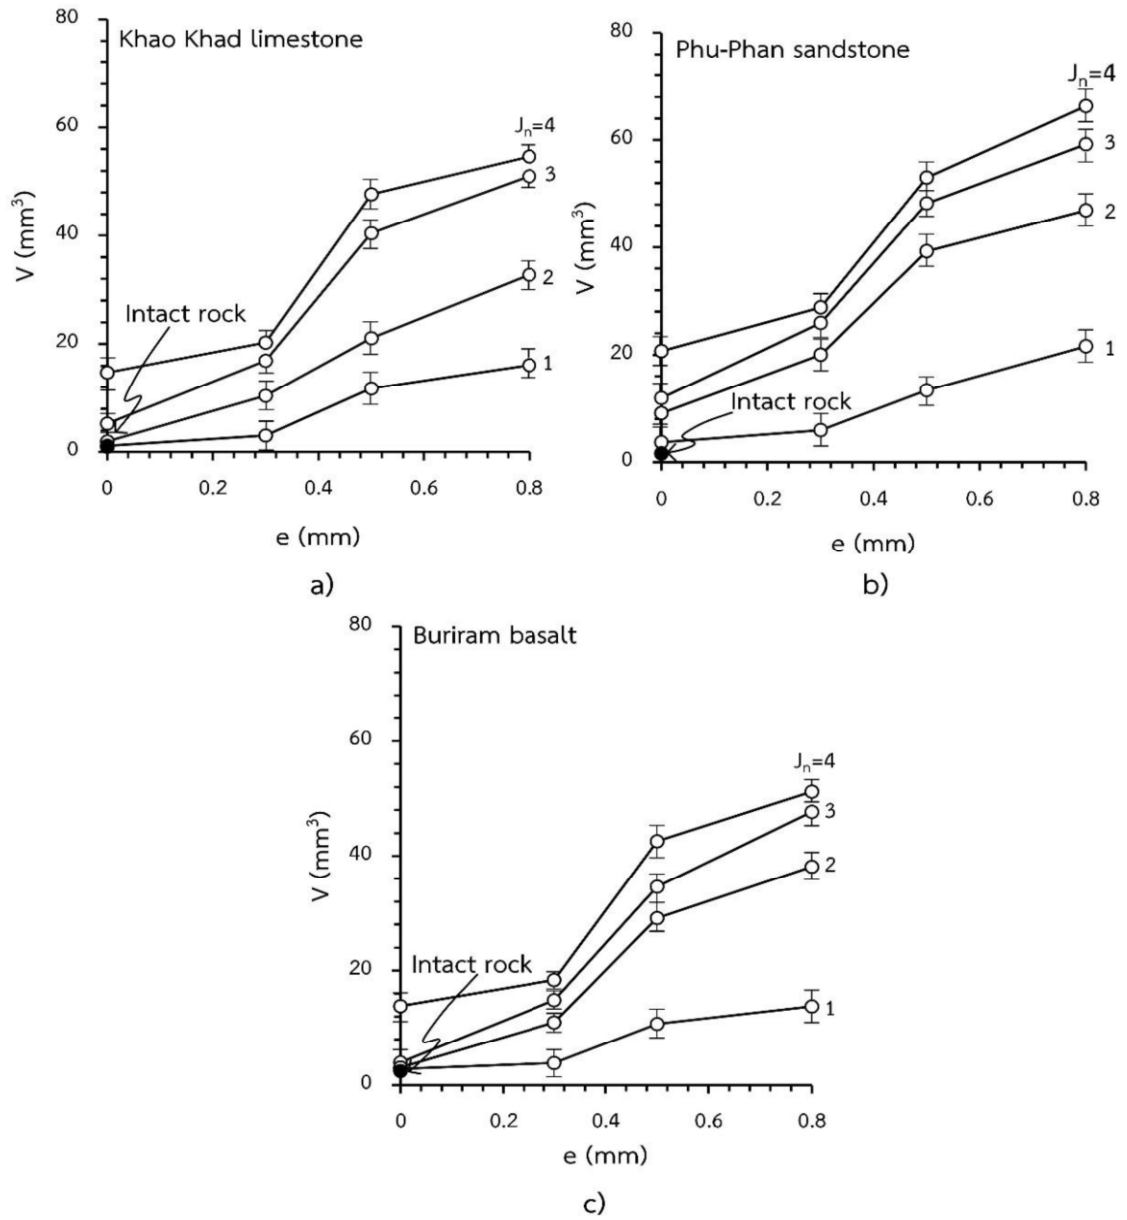 Khao Khad limestone
80
60
40
20
0
V (mm³)
Jₙ=4
3
2
1
Intact rock
0 0.2 0.4 0.6 0.8
e (mm)
a)
Phu-Phan sandstone
80
60
40
20
0
V (mm³)
Jₙ=4
3
2
1
Intact rock
0 0.2 0.4 0.6 0.8
e (mm)
b)
Buriram basalt
80
60
40
20
0
V (mm³)
Jₙ=4
3
2
1
Intact rock
0 0.2 0.4 0.6 0.8
e (mm)
c)